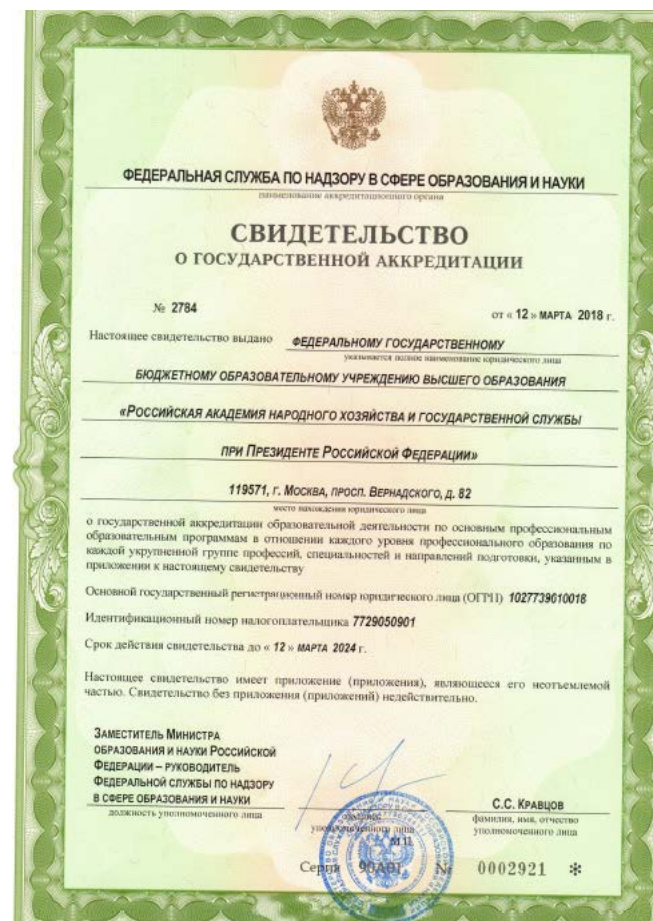 ФЕДЕРАЛЬНАЯ СЛУЖБА ПО НАДЗОРУ В СФЕРЕ ОБРАЗОВАНИЯ И НАУКИ
наименование аккредитационного органа
СВИДЕТЕЛЬСТВО
О ГОСУДАРСТВЕННОЙ АККРЕДИТАЦИИ
№ 2784 от « 12 » МАРТА 2018 г.
Настоящее свидетельство выдано ФЕДЕРАЛЬНОМУ ГОСУДАРСТВЕННОМУ
указывается полное наименование юридического лица
БЮДЖЕТНОМУ ОБРАЗОВАТЕЛЬНОМУ УЧРЕЖДЕНИЮ ВЫСШЕГО ОБРАЗОВАНИЯ
«РОССИЙСКАЯ АКАДЕМИЯ НАРОДНОГО ХОЗЯЙСТВА И ГОСУДАРСТВЕННОЙ СЛУЖБЫ
ПРИ ПРЕЗИДЕНТЕ РОССИЙСКОЙ ФЕДЕРАЦИИ»
119571, Г. МОСКВА, ПРОСП. ВЕРНАДСКОГО, Д. 82
место нахождения юридического лица
о государственной аккредитации образовательной деятельности по основным профессиональным
образовательным программам в отношении каждого уровня профессионального образования по
каждой укрупненной группе профессий, специальностей и направлений подготовки, указанным в
приложении к настоящему свидетельству
Основной государственный регистрационный номер юридического лица (ОГРН) 1027739610018
Идентификационный номер налогоплательщика 7729050901
Срок действия свидетельства до « 12 » МАРТА 2024 г.
Настоящее свидетельство имеет приложение (приложения), являющееся его неотъемлемой
частью. Свидетельство без приложения (приложений) недействительно.
ЗАМЕСТИТЕЛЬ МИНИСТРА
ОБРАЗОВАНИЯ И НАУКИ РОССИЙСКОЙ
ФЕДЕРАЦИИ – РУКОВОДИТЕЛЬ
ФЕДЕРАЛЬНОЙ СЛУЖБЫ ПО НАДЗОРУ
В СФЕРЕ ОБРАЗОВАНИЯ И НАУКИ С.С. КРАВЦОВ
должность уполномоченного лица фамилия, имя, отчество
уполномоченного лица уполномоченного лица
М.П.
Серия 90А01 № 0002921 *